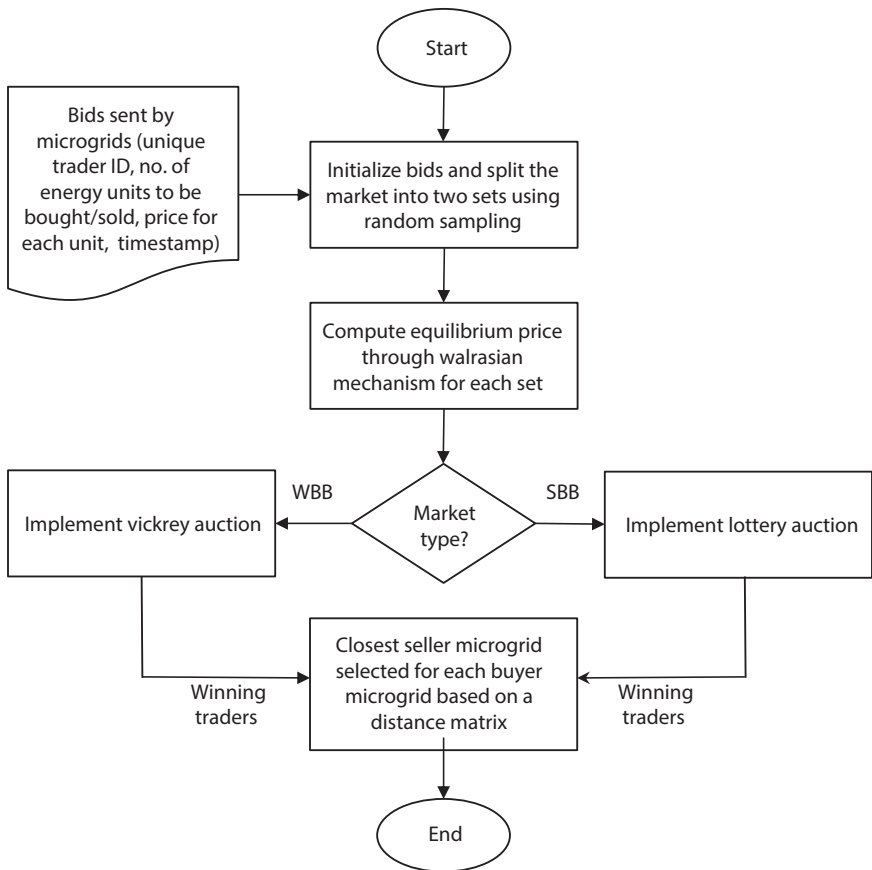 Start
Bids sent by
microgrids (unique
trader ID, no. of
energy units to be
bought/sold, price for
each unit, timestamp)
Initialize bids and split the
market into two sets using
random sampling
Compute equilibrium price
through walrasian
mechanism for each set
WBB
SBB
Implement vickrey auction
Market
type?
Implement lottery auction
Closest seller microgrid
selected for each buyer
microgrid based on a
distance matrix
Winning
traders
Winning
traders
End